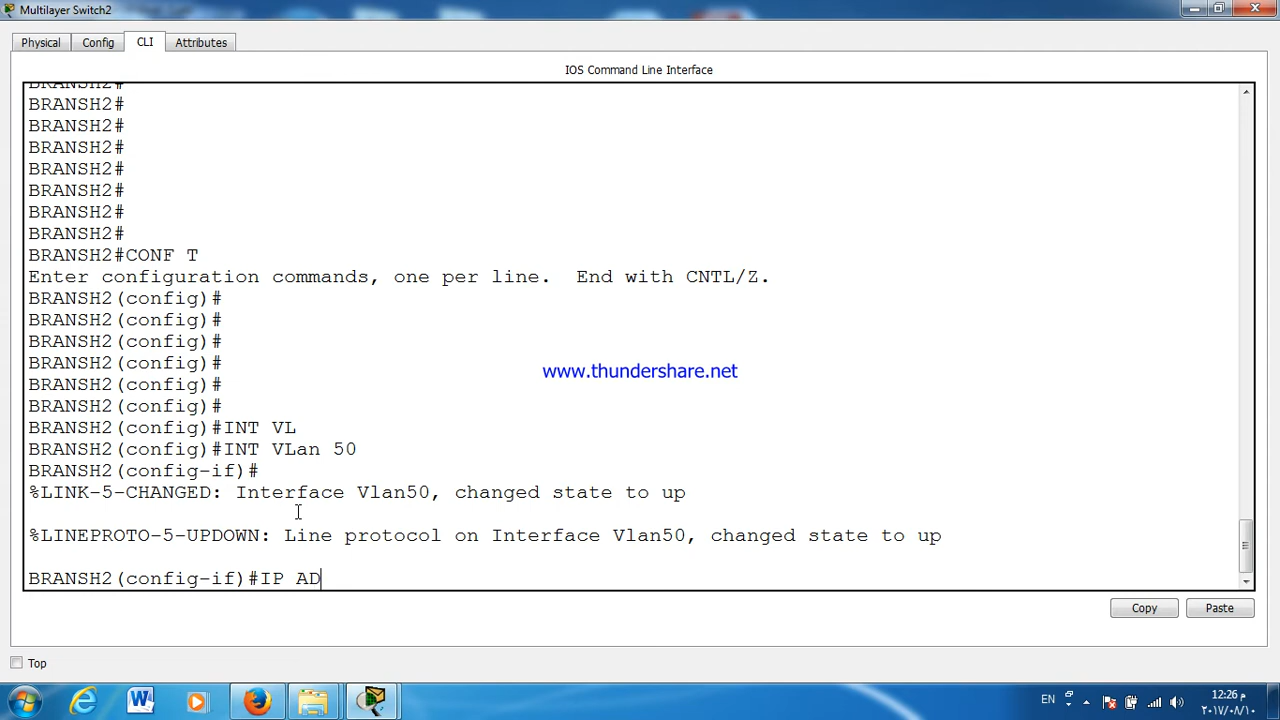 Multilayer Switch2
Physical
Config
CLI
Attributes
IOS Command Line Interface
BRANSH2#
BRANSH2#
BRANSH2#
BRANSH2#
BRANSH2#
BRANSH2#
BRANSH2#
BRANSH2#
BRANSH2#CONF T
Enter configuration commands, one per line.  End with CNTL/Z.
BRANSH2(config)#
BRANSH2(config)#
BRANSH2(config)#
BRANSH2(config)#
BRANSH2(config)#
BRANSH2(config)#
BRANSH2(config)#INT VL
BRANSH2(config)#INT VLan 50
BRANSH2(config-if)#
%LINK-5-CHANGED: Interface Vlan50, changed state to up
%LINEPROTO-5-UPDOWN: Line protocol on Interface Vlan50, changed state to up
BRANSH2(config-if)#IP AD
www.thundershare.net
Copy
Paste
Top
EN
12:26 م
٢٠١٧/٠٨/١٠